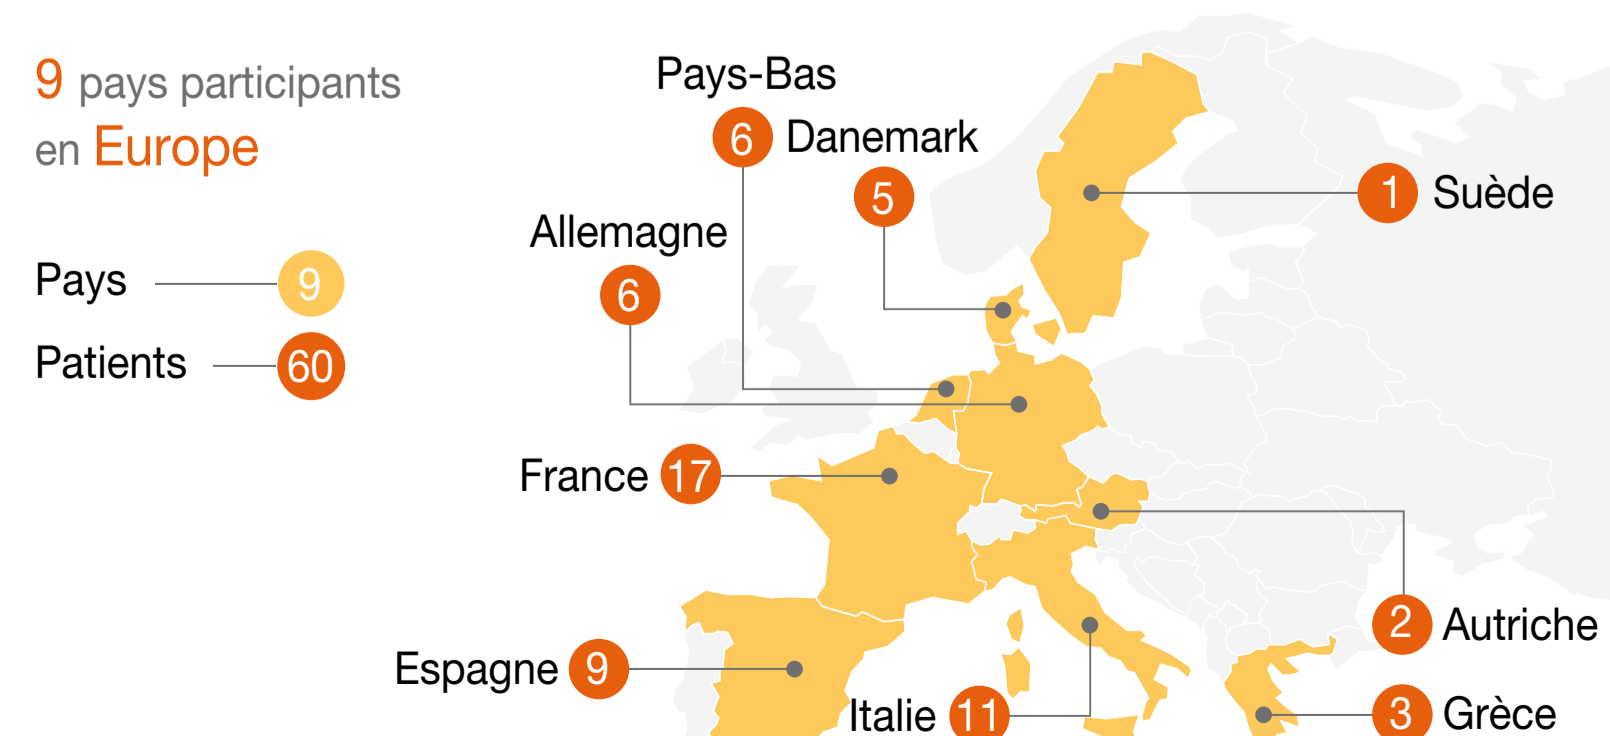 9 pays participants
en Europe
Pays 9
Patients 60
Pays-Bas
6
Danemark
5
Suède
1
Allemagne
6
France 17
Autriche
2
Espagne 9
Italie 11
3 Grèce